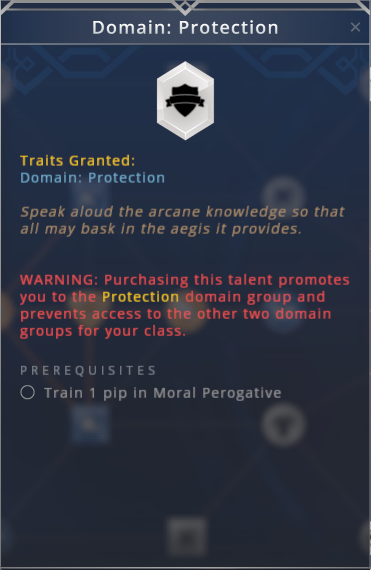 Domain: Protection
Traits Granted:
Domain: Protection
Speak aloud the arcane knowledge so that
all may bask in the aegis it provides.
WARNING: Purchasing this talent promotes
you to the Protection domain group and
prevents access to the other two domain
groups for your class.
PREREQUISITES
Train 1 pip in Moral Perogative